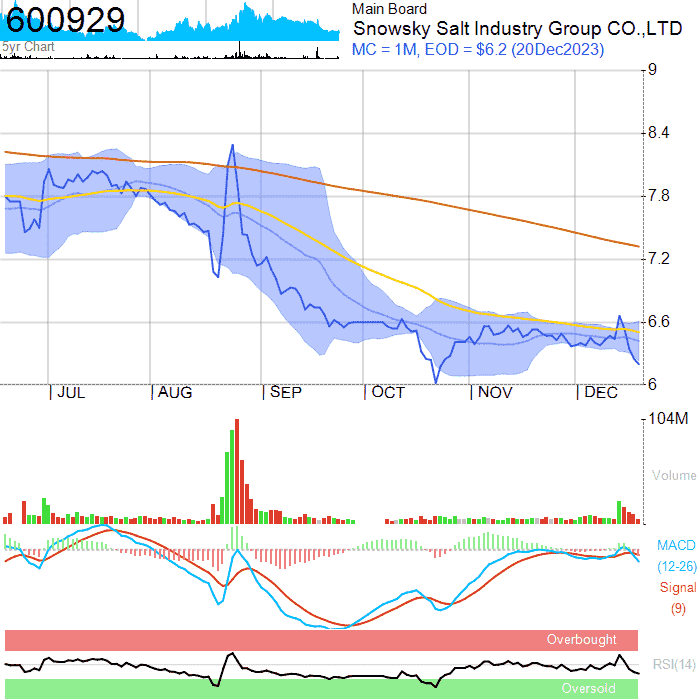 600929
5yr Chart
Main Board
Snowsky Salt Industry Group CO.,LTD
MC = 1M, EOD = $6.2 (20Dec2023)
9
8.4
7.8
7.2
6.6
6
JUL AUG SEP OCT NOV DEC
104M
Volume
MACD
(12-26)
Signal
(9)
Overbought
RSI(14)
Oversold